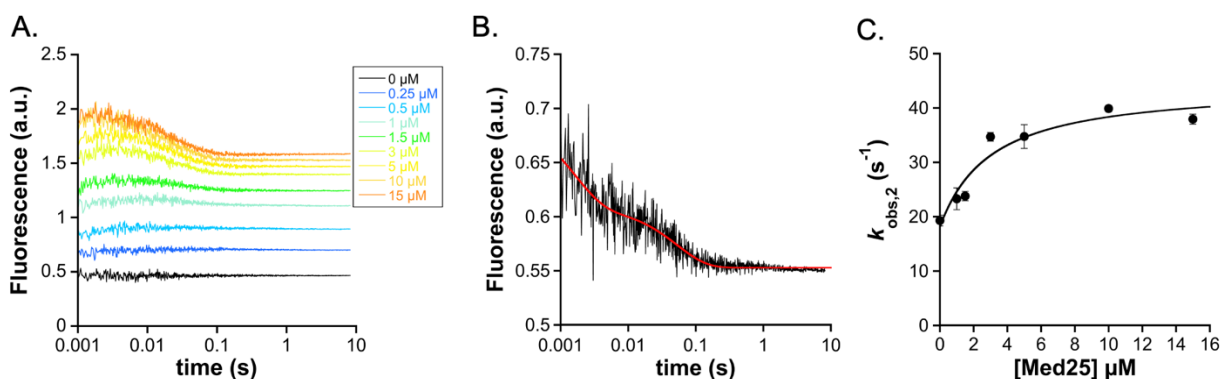 A.
2.5
2
1.5
1
0.5
0
0.001
0.01
0.1
1
10
Fluorescence (a.u.)
time (s)
0 µM
0.25 µM
0.5 µM
1 µM
1.5 µM
3 µM
5 µM
10 µM
15 µM
B.
0.75
0.7
0.65
0.6
0.55
0.5
0.001
0.01
0.1
1
10
Fluorescence (a.u.)
time (s)
C.
50
40
30
20
10
0
0 2 4 6 8 10 12 14 16
kobs,2 (s-1)
[Med25] µM